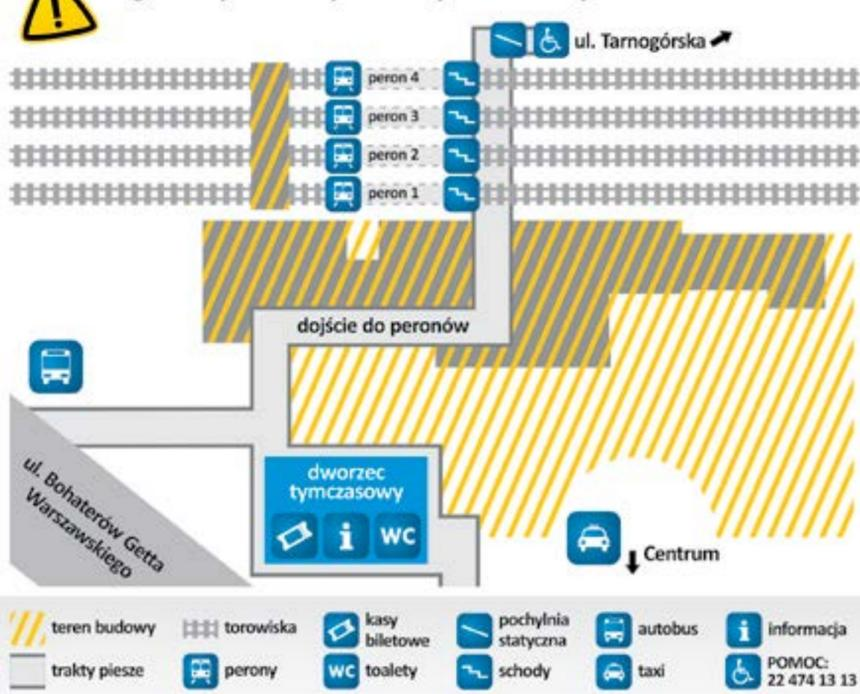 ul. Tarnogórska
peron 4
peron 3
peron 2
peron 1
dojście do peronów
ul. Bohaterów Getta
Warszawskiego
dworzec
tymczasowy
WC
Centrum
teren budowy
torowiska
kasy
biletowe
pochylnia
statyczna
autobus
informacja
trakty piesze
perony
WC
toalety
schody
taxi
POMOC:
22 474 13 13